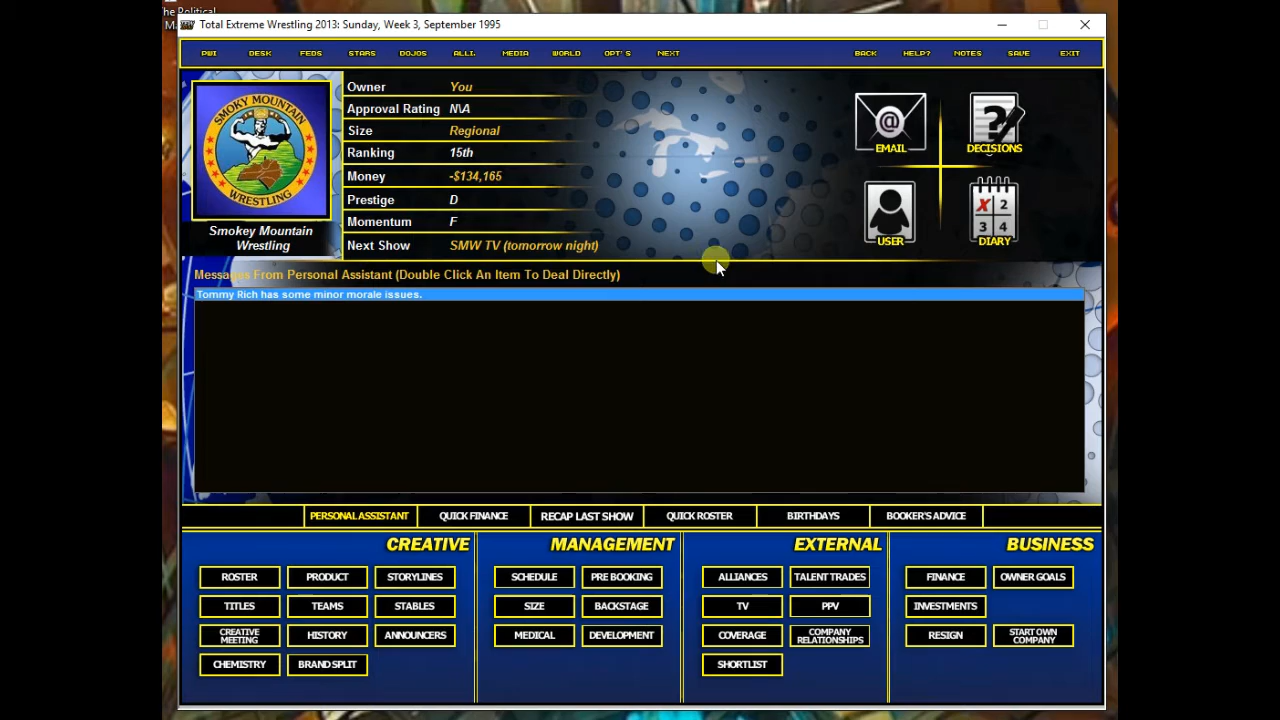 he Political
M
Total Extreme Wrestling 2013: Sunday, Week 3, September 1995
PWI DESK FEDS STARS DOJOS ALLI. MEDIA WORLD OPT'S NEXT BACK HELP? NOTES SAVE EXIT
SMOKY MOUNTAIN
WRESTLING
Smokey Mountain
Wrestling
Owner You
Approval Rating N\A
Size Regional
Ranking 15th
Money -$134,165
Prestige D
Momentum F
Next Show SMW TV (tomorrow night)
@
EMAIL
?
DECISIONS
USER
X 2
3 4
DIARY
Messages From Personal Assistant (Double Click An Item To Deal Directly)
Tommy Rich has some minor morale issues.
PERSONAL ASSISTANT QUICK FINANCE RECAP LAST SHOW QUICK ROSTER BIRTHDAYS BOOKER'S ADVICE
CREATIVE
ROSTER PRODUCT STORYLINES
TITLES TEAMS STABLES
CREATIVE
MEETING
HISTORY ANNOUNCERS
CHEMISTRY BRAND SPLIT
MANAGEMENT
SCHEDULE PRE BOOKING
SIZE BACKSTAGE
MEDICAL DEVELOPMENT
EXTERNAL
ALLIANCES TALENT TRADES
TV PPV
COVERAGE COMPANY
RELATIONSHIPS
SHORTLIST
BUSINESS
FINANCE OWNER GOALS
INVESTMENTS
RESIGN START OWN
COMPANY